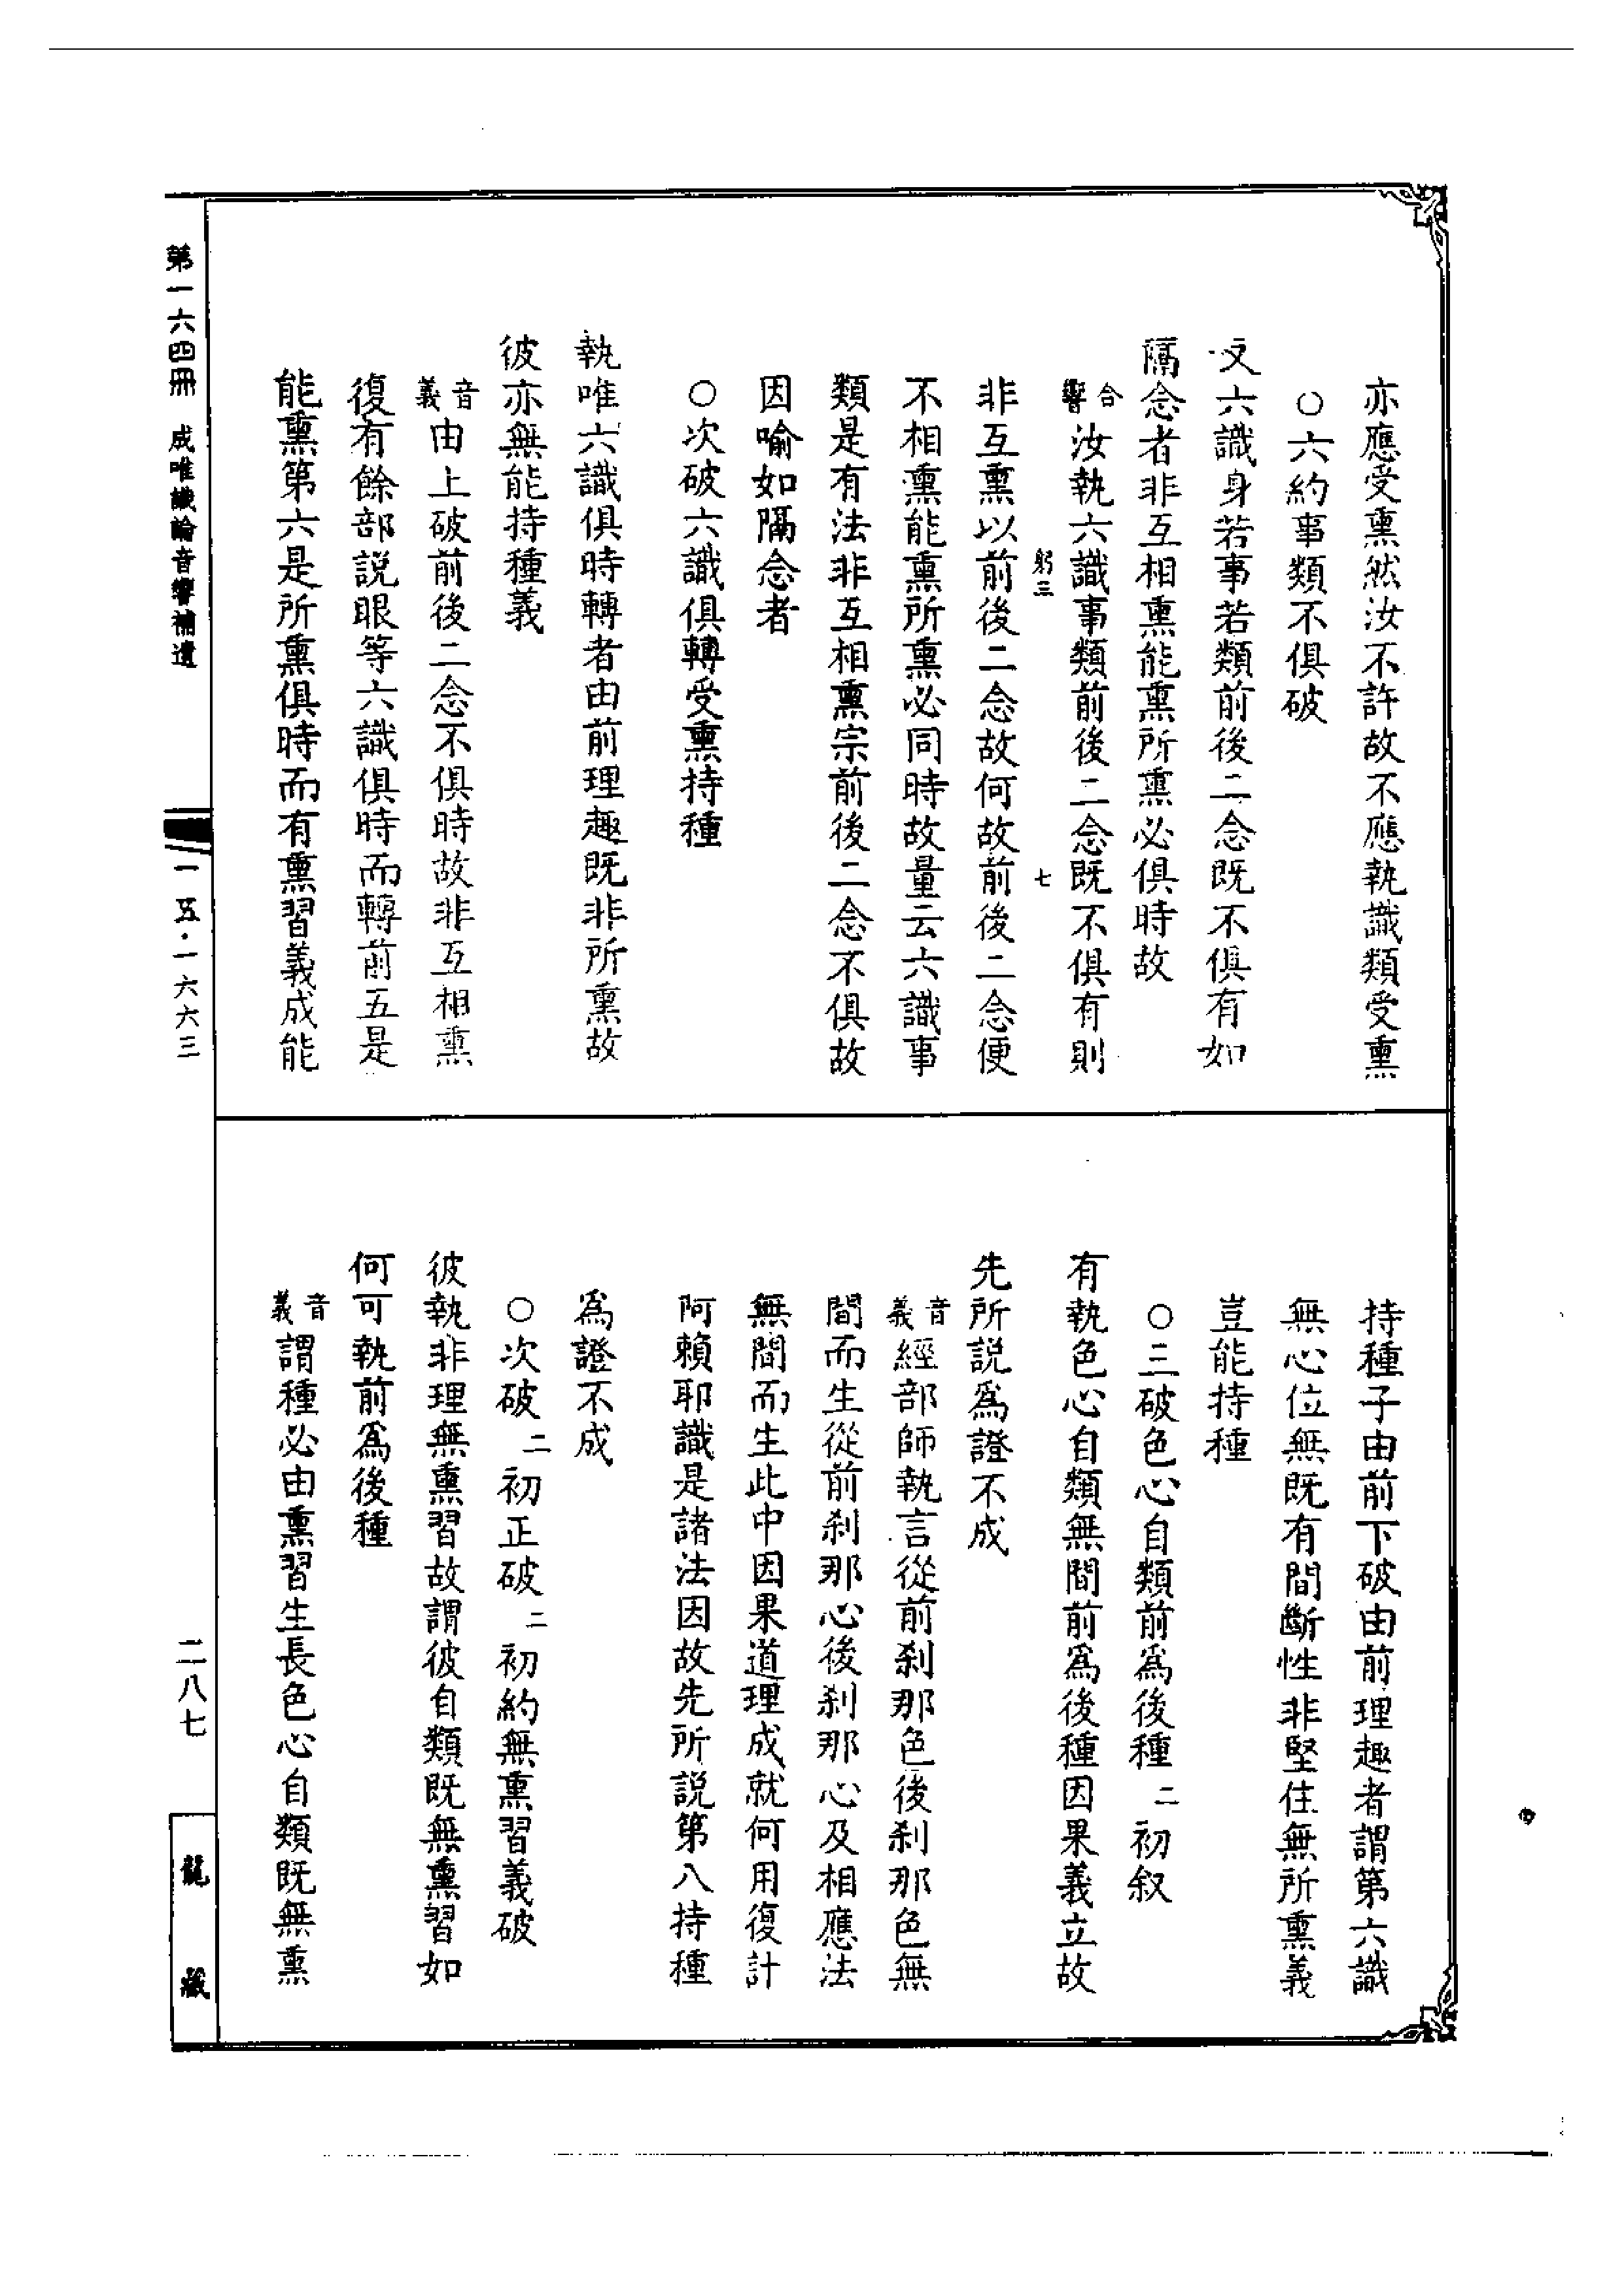 亦應受熏然汝不許故不應執識類受熏
○六約事類不俱破
又六識身若事若類前後二念既不俱有如
隔念者非互相熏能熏所熏必俱時故
合響汝執六識事類前後二念既不俱有則
躬三 七
非互熏以前後二念故何故前後二念便
不相熏能熏所熏必同時故量云六識事
類是有法非互相熏宗前後二念不俱故
因喻如隔念者
○次破六識俱轉受熏持種
執唯六識俱時轉者由前理趣既非所熏故
彼亦無能持種義
音義由上破前後二念不俱時故非互相熏
復有餘部說眼等六識俱時而轉前五是
能熏第六是所熏俱時而有熏習義成能
持種子由前下破由前理趣者謂第六識
無心位無既有間斷性非堅住無所熏義
豈能持種
○三破色心自類前為後種二初叙
有執色心自類無間前為後種因果義立故
先所說為證不成
音義經部師執言從前剎那色後剎那色無
間而生從前剎那心後剎那心及相應法
無間而生此中因果道理成就何用復計
阿賴耶識是諸法因故先所說第八持種
為證不成
○次破二初正破二初約無熏習義破
彼執非理無熏習故謂彼自類既無熏習如
何可執前為後種
音義謂種必由熏習生長色心自類既無熏
第一六四冊 成唯識論音響補遺
一五·一六六三
二八七
龍藏